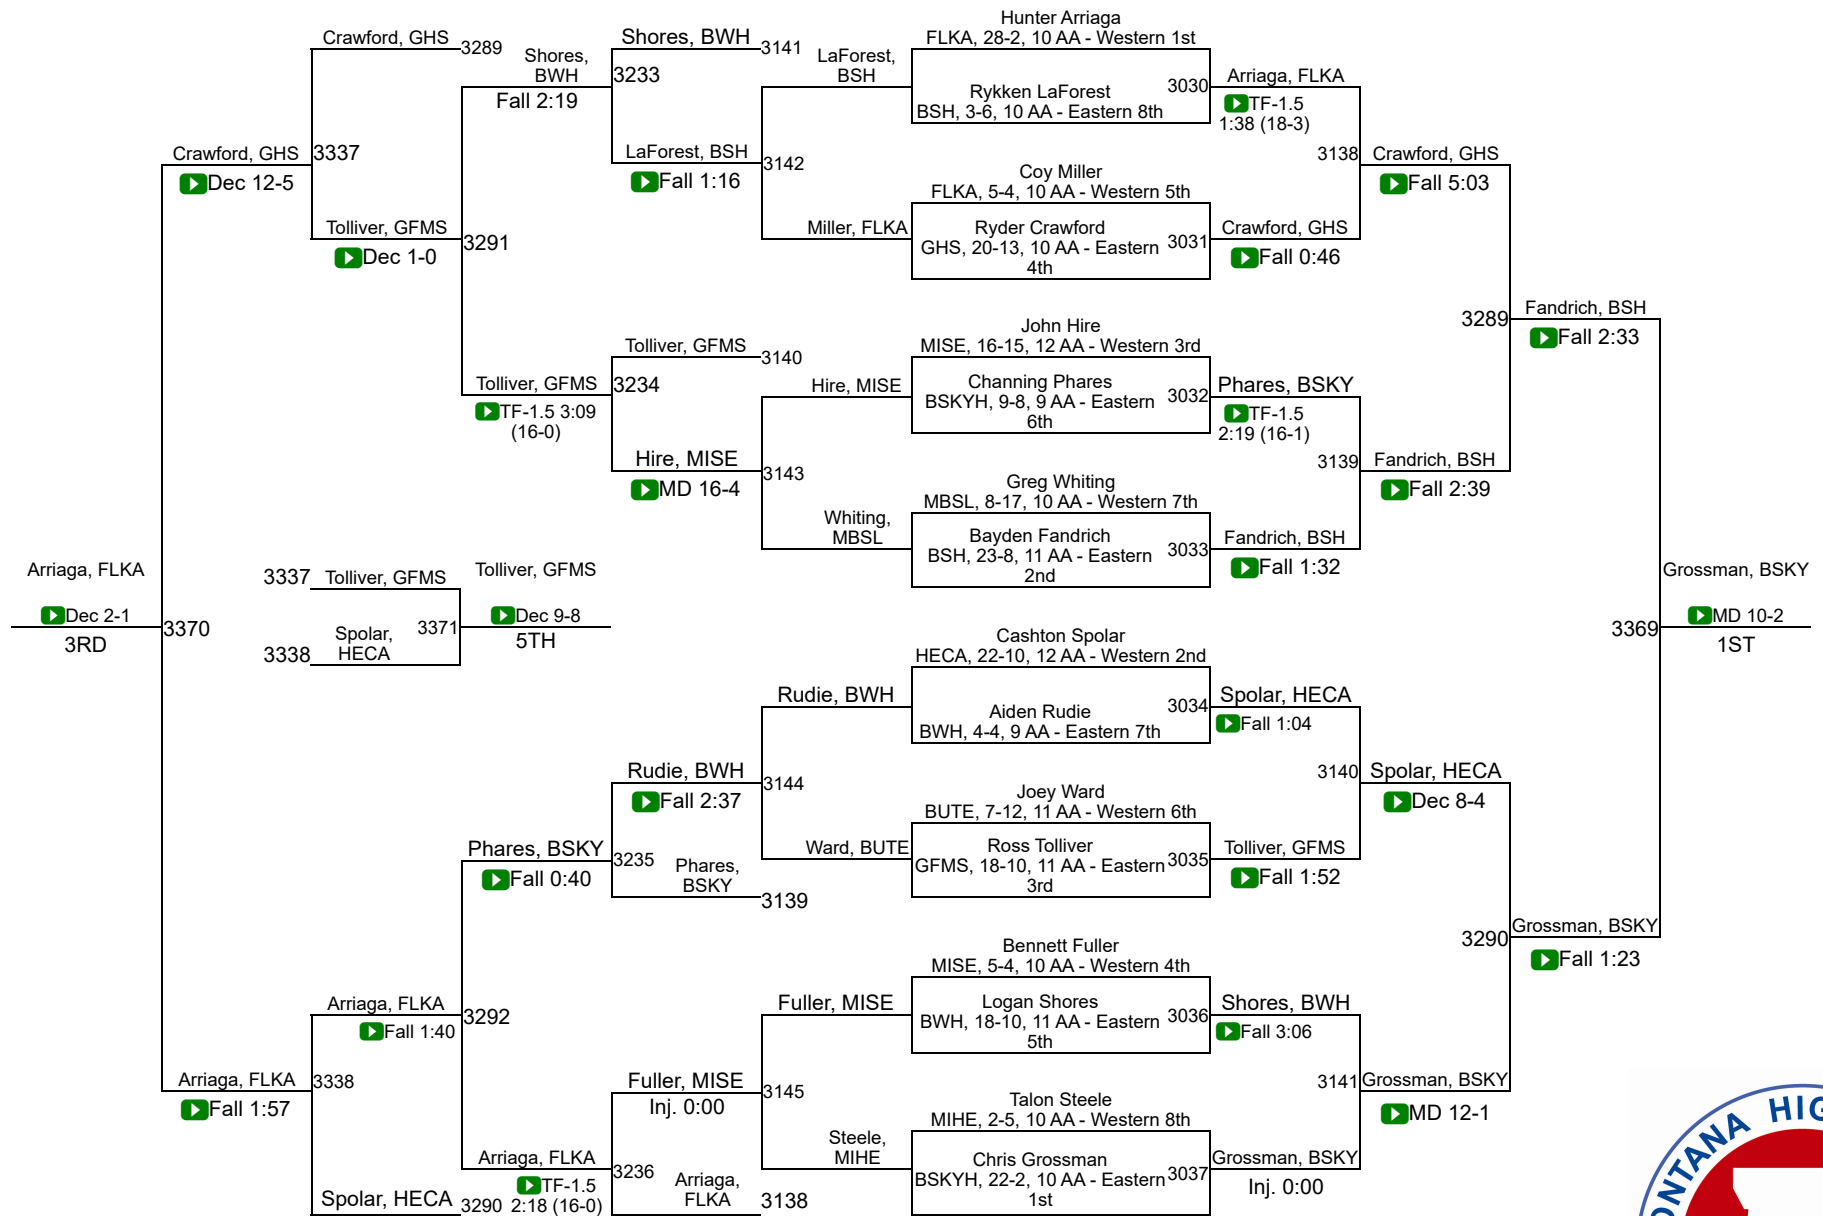 Hunter Arriaga
Crawford, GHS
3289
Shores, BWH
3141
FLKA, 28-2, 10 AA - Western 1st
Shores,
BWH
3233
LaForest,
BSH
Fall 2:19
Rykken LaForest
BSH, 3-6, 10 AA - Eastern 8th
3030
Arriaga, FLKA
TF-1.5
1:38 (18-3)
Crawford, GHS
3337
Dec 12-5
LaForest, BSH
3142
Fall 1:16
3138
Crawford, GHS
Fall 5:03
Coy Miller
FLKA, 5-4, 10 AA - Western 5th
Tolliver, GFMS
3291
Dec 1-0
Miller, FLKA
Ryder Crawford
GHS, 20-13, 10 AA - Eastern
4th
3031
Crawford, GHS
Fall 0:46
3289
Fandrich, BSH
Fall 2:33
John Hire
MISE, 16-15, 12 AA - Western 3rd
Tolliver, GFMS
3140
Tolliver, GFMS
3234
TF-1.5 3:09
(16-0)
Hire, MISE
Channing Phares
BSKYH, 9-8, 9 AA - Eastern
6th
3032
Phares, BSKY
TF-1.5
2:19 (16-1)
Hire, MISE
3143
MD 16-4
3139
Fandrich, BSH
Fall 2:39
Greg Whiting
MBSL, 8-17, 10 AA - Western 7th
Whiting,
MBSL
Bayden Fandrich
BSH, 23-8, 11 AA - Eastern
2nd
3033
Fandrich, BSH
Fall 1:32
Arriaga, FLKA
Dec 2-1
3RD
3370
3337
Tolliver, GFMS
3371
3338
Spolar,
HECA
Tolliver, GFMS
Dec 9-8
5TH
3369
Grossman, BSKY
MD 10-2
1ST
Cashton Spolar
HECA, 22-10, 12 AA - Western 2nd
Rudie, BWH
Aiden Rudie
BWH, 4-4, 9 AA - Eastern 7th
3034
Spolar, HECA
Fall 1:04
Rudie, BWH
3144
Fall 2:37
3140
Spolar, HECA
Dec 8-4
Joey Ward
BUTE, 7-12, 11 AA - Western 6th
Phares, BSKY
3235
Fall 0:40
Phares,
BSKY
3139
Ward, BUTE
Ross Tolliver
GFMS, 18-10, 11 AA - Eastern
3rd
3035
Tolliver, GFMS
Fall 1:52
3290
Grossman, BSKY
Fall 1:23
Bennett Fuller
MISE, 5-4, 10 AA - Western 4th
Arriaga, FLKA
3292
Fall 1:40
Fuller, MISE
Logan Shores
BWH, 18-10, 11 AA - Eastern
5th
3036
Shores, BWH
Fall 3:06
Arriaga, FLKA
3338
Fall 1:57
Fuller, MISE
3145
Inj. 0:00
3141
Grossman, BSKY
MD 12-1
Talon Steele
MIHE, 2-5, 10 AA - Western 8th
Arriaga, FLKA
3236
TF-1.5
2:18 (16-0)
Steele,
MIHE
Chris Grossman
BSKYH, 22-2, 10 AA - Eastern
1st
3037
Grossman, BSKY
Inj. 0:00
Spolar, HECA
3290
Arriaga,
FLKA
3138
ONTANA HIG